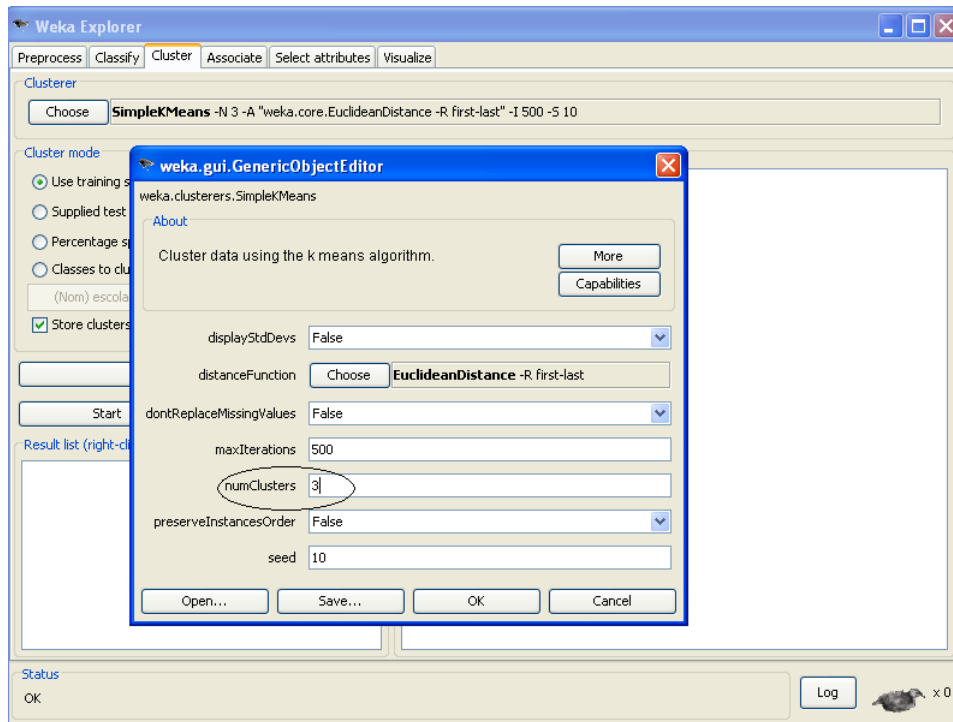 Weka Explorer
Preprocess Classify Cluster Associate Select attributes Visualize
Clusterer
Choose SimpleKMeans -N 3 -A "weka.core.EuclideanDistance -R first-last" -I 500 -S 10
Cluster mode
Use training s
Supplied test
Percentage sp
Classes to clu
(Nom) escola
Store clusters
Start
Result list (right-cli
weka.gui.GenericObjectEditor
weka.clusterers.SimpleKMeans
About
Cluster data using the k means algorithm.
More
Capabilities
displayStdDevs False
distanceFunction Choose EuclideanDistance -R first-last
dontReplaceMissingValues False
maxIterations 500
numClusters 3
preserveInstancesOrder False
seed 10
Open... Save... OK Cancel
Status
OK
Log x 0